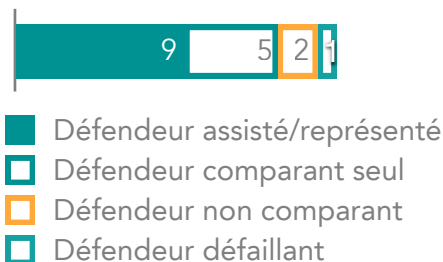 9 5 2 1
Défendeur assisté/représenté
Défendeur comparant seul
Défendeur non comparant
Défendeur défaillant